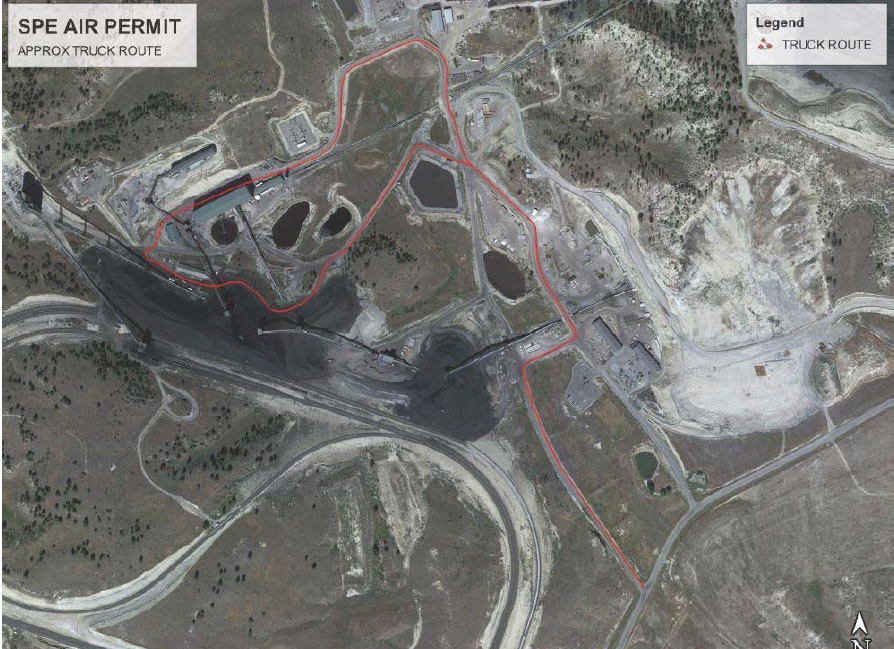 SPE AIR PERMIT
APPROX TRUCK ROUTE
Legend
TRUCK ROUTE
N